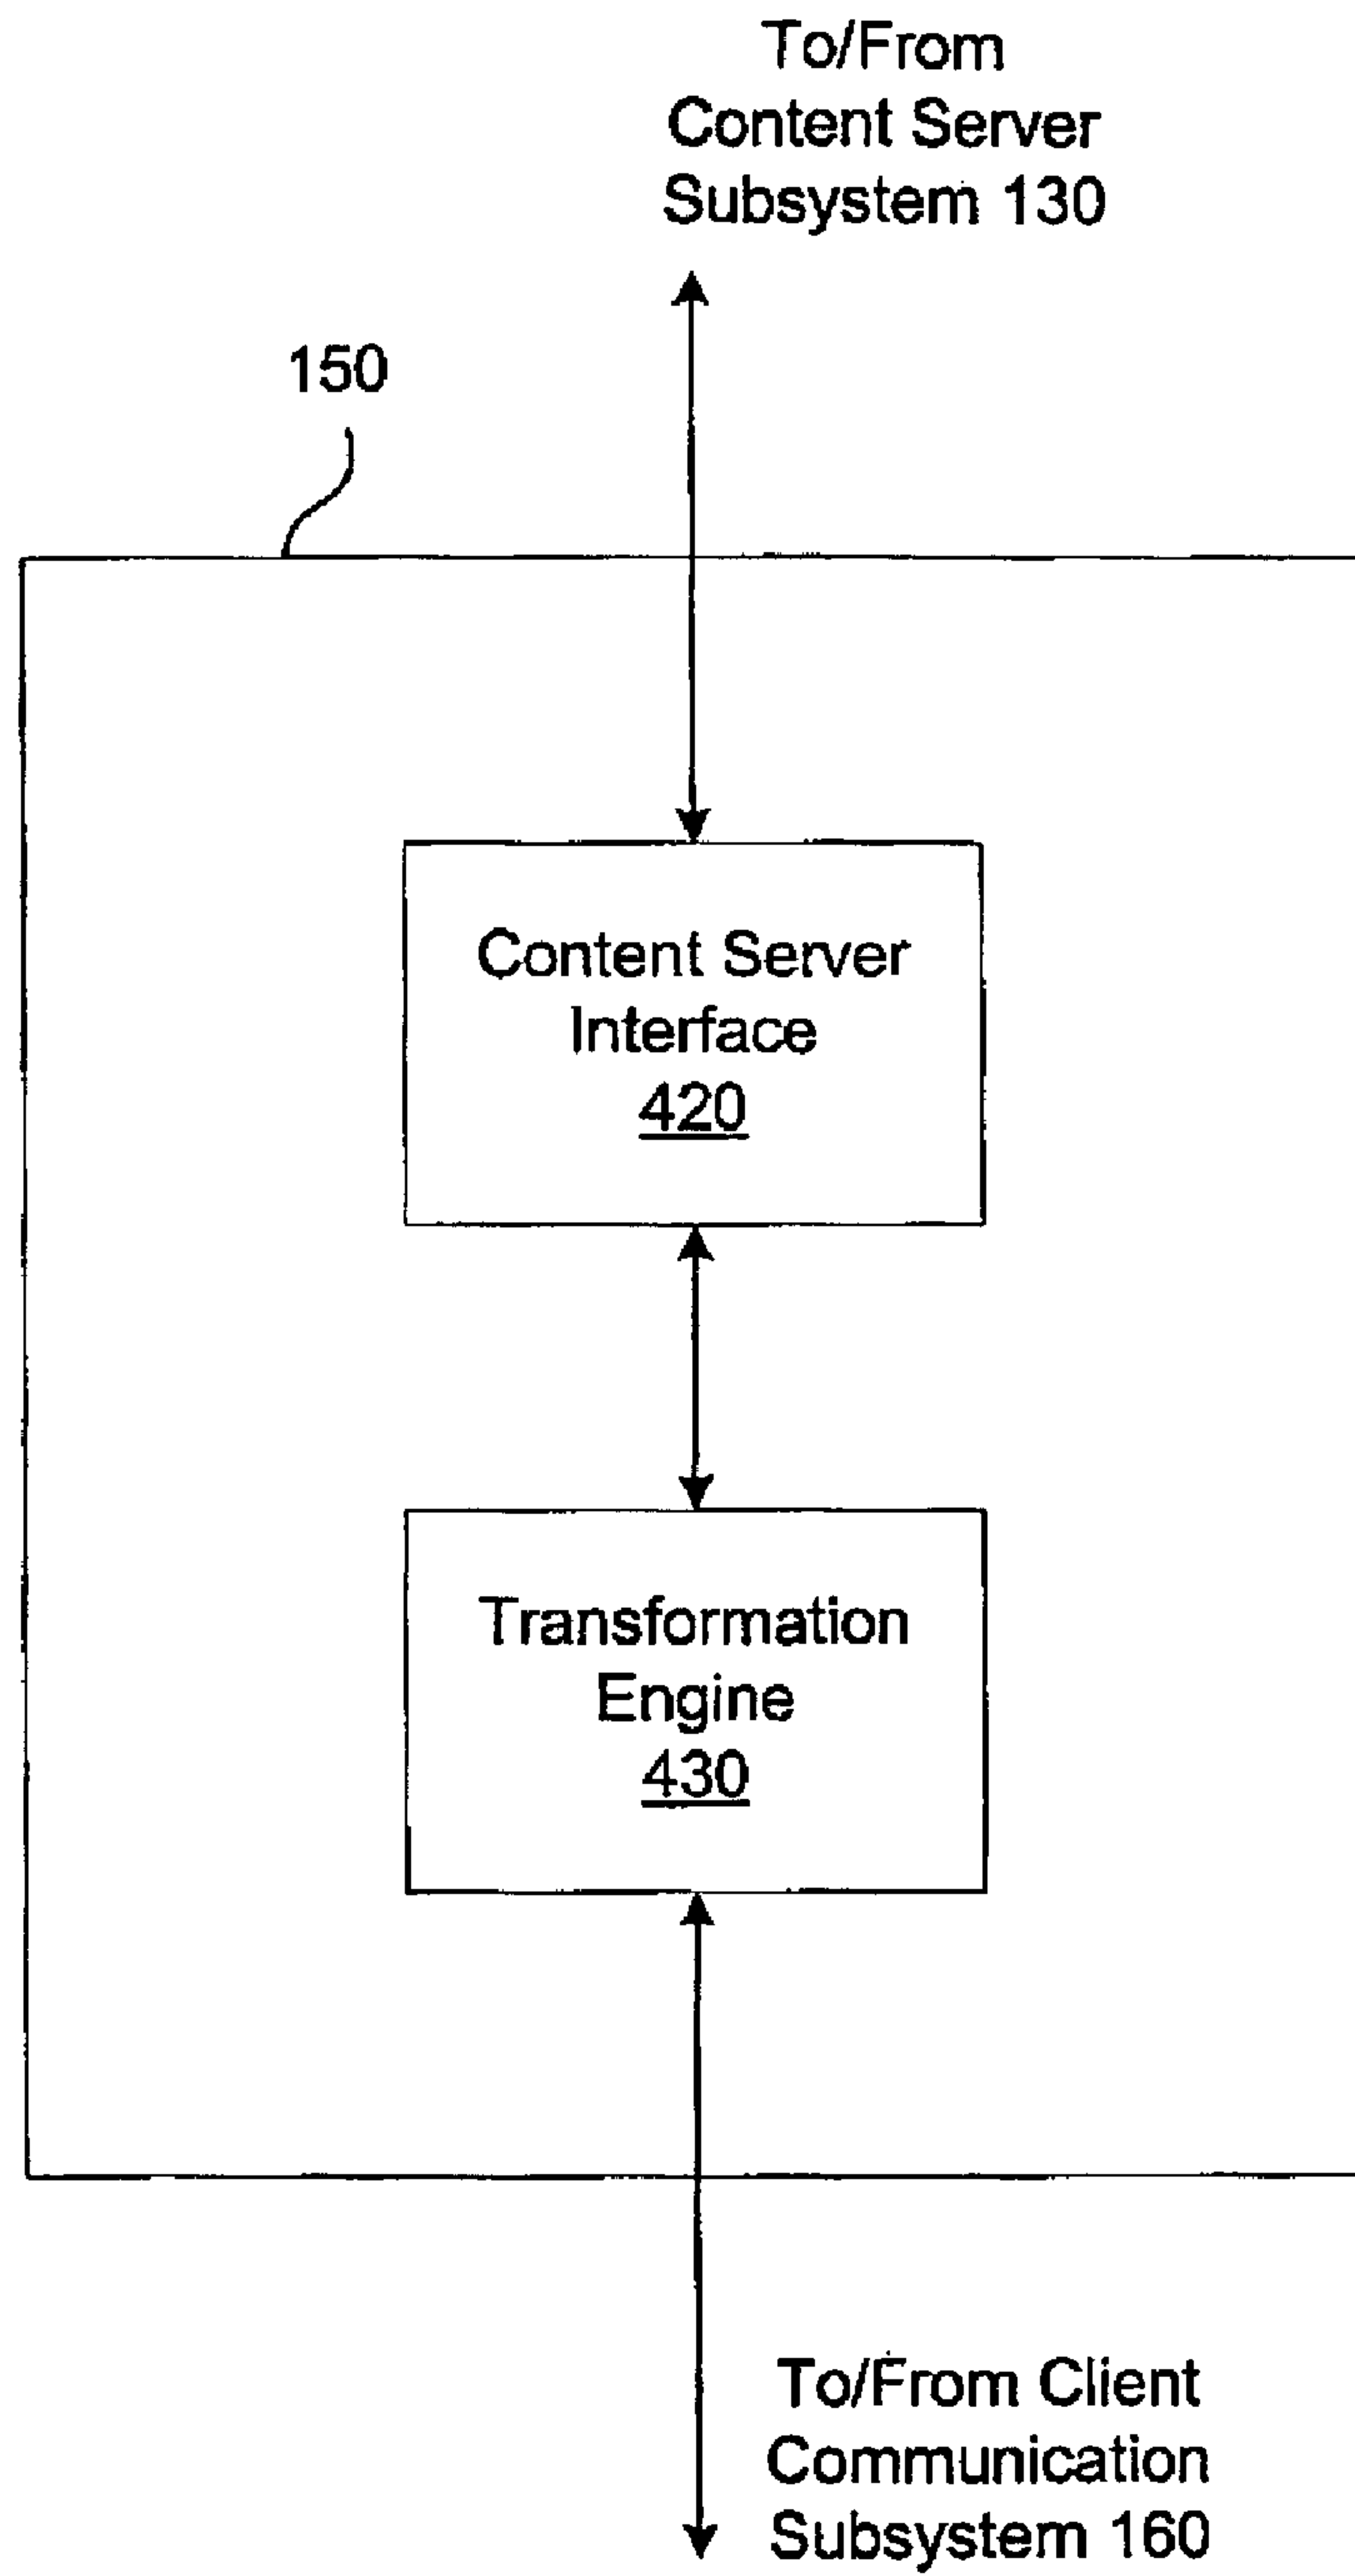 To/From
Content Server
Subsystem 130
150
Content Server
Interface
420
Transformation
Engine
430
To/From Client
Communication
Subsystem 160